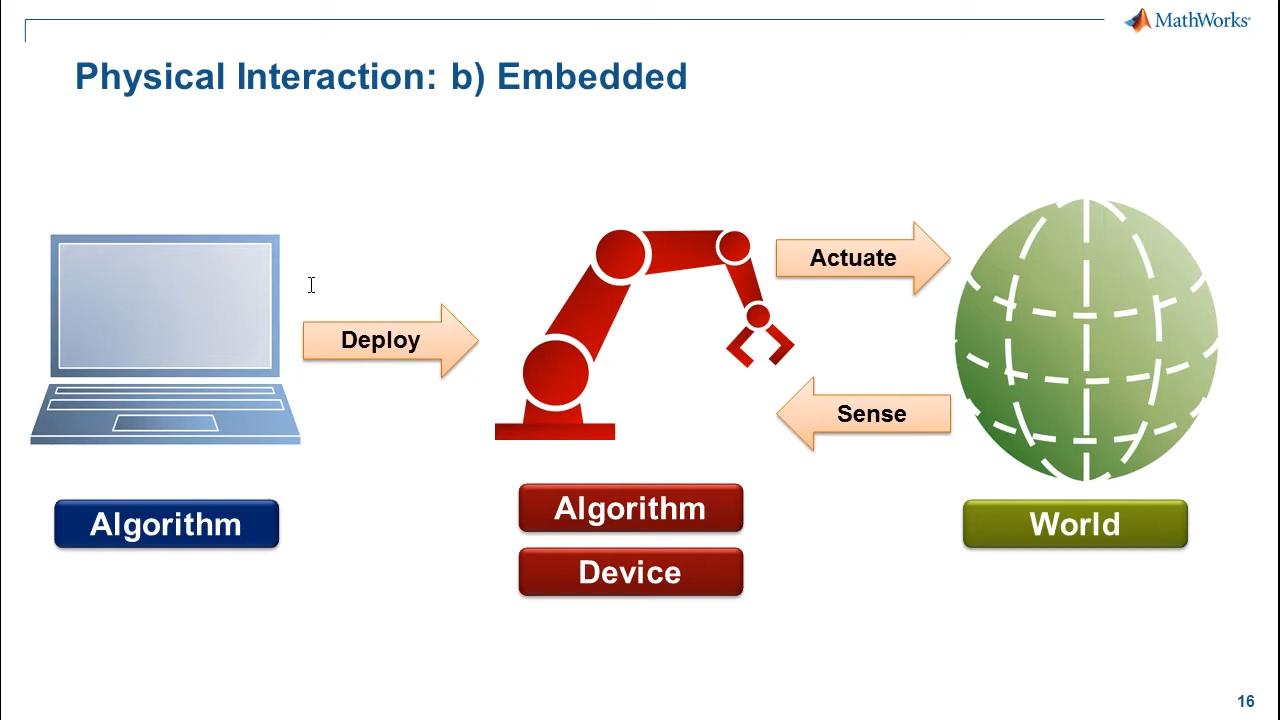 MathWorks®
Physical Interaction: b) Embedded
Actuate
Deploy
Sense
Algorithm
Algorithm
Device
World
16